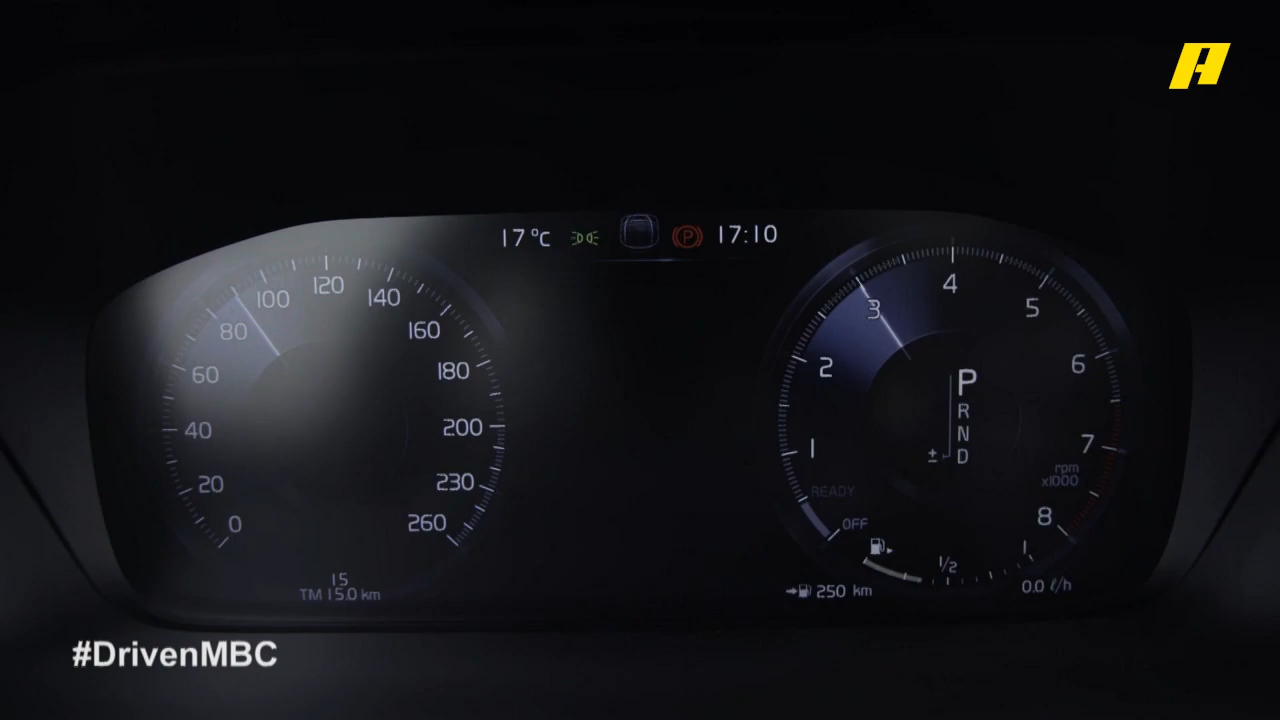 17°C 17:10
0
20
40
60
80
100
120
140
160
180
200
230
260
15
TM 15.0 km
OFF
READY
1
2
3
4
5
6
7
8
rpm
x1000
P
R
N
± D
1/2
1
250 km
0.0 ℓ/h
#DrivenMBC